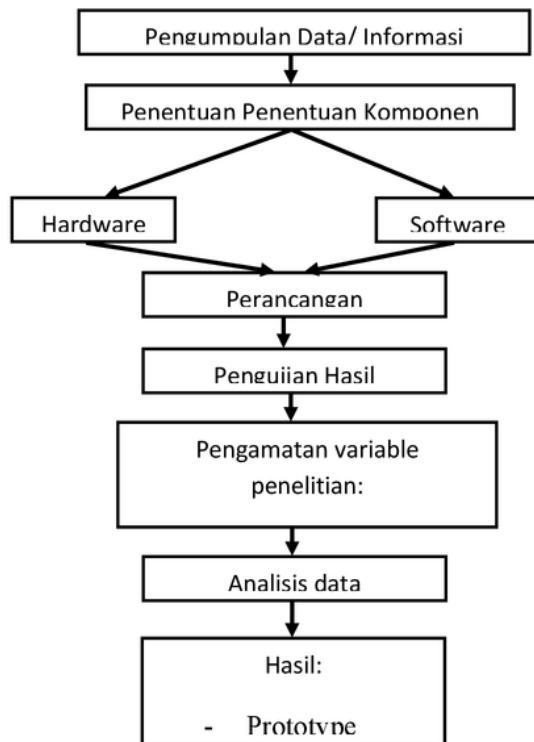 Pengumpulan Data/ Informasi
Penentuan Penentuan Komponen
Hardware
Software
Perancangan
Pengujian Hasil
Pengamatan variable
penelitian:
Analisis data
Hasil:
- Prototype